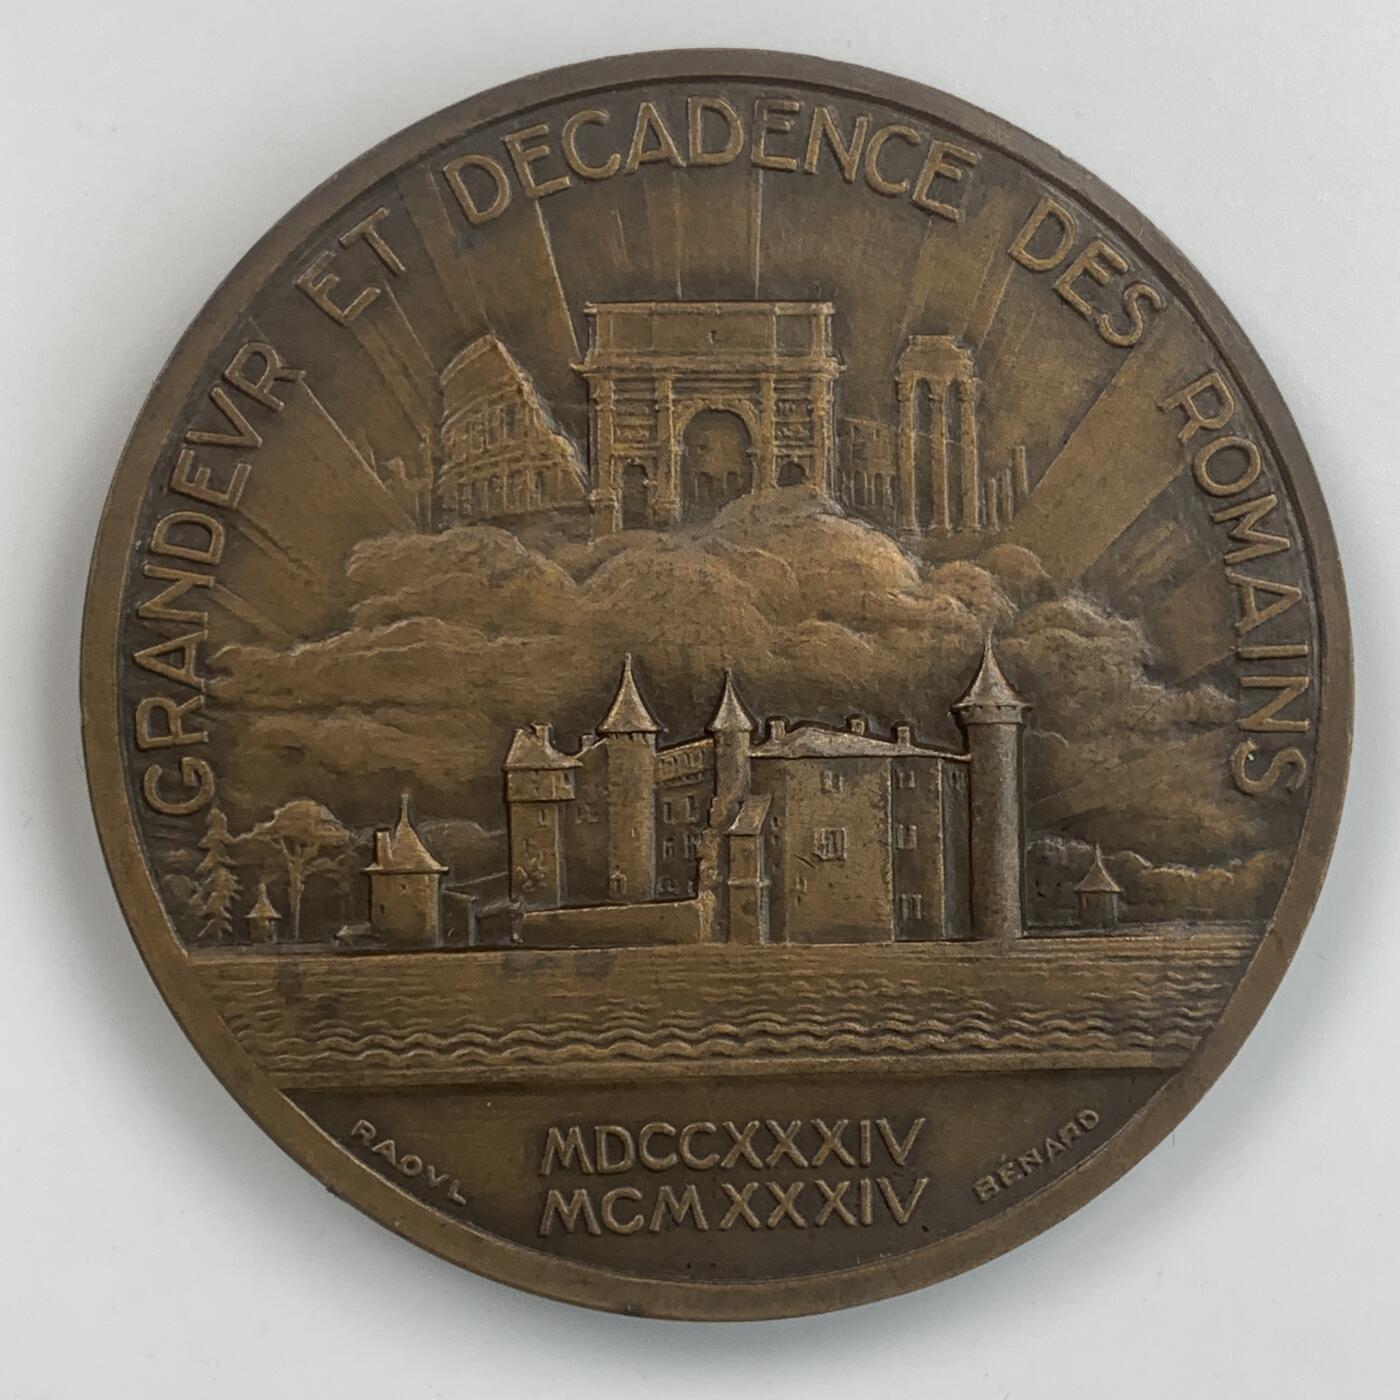 GRANDEVR ET DECADENCE DES ROMAINS
MDCCXXXIV
MCMXXXIV
RAOVL BÉNARD